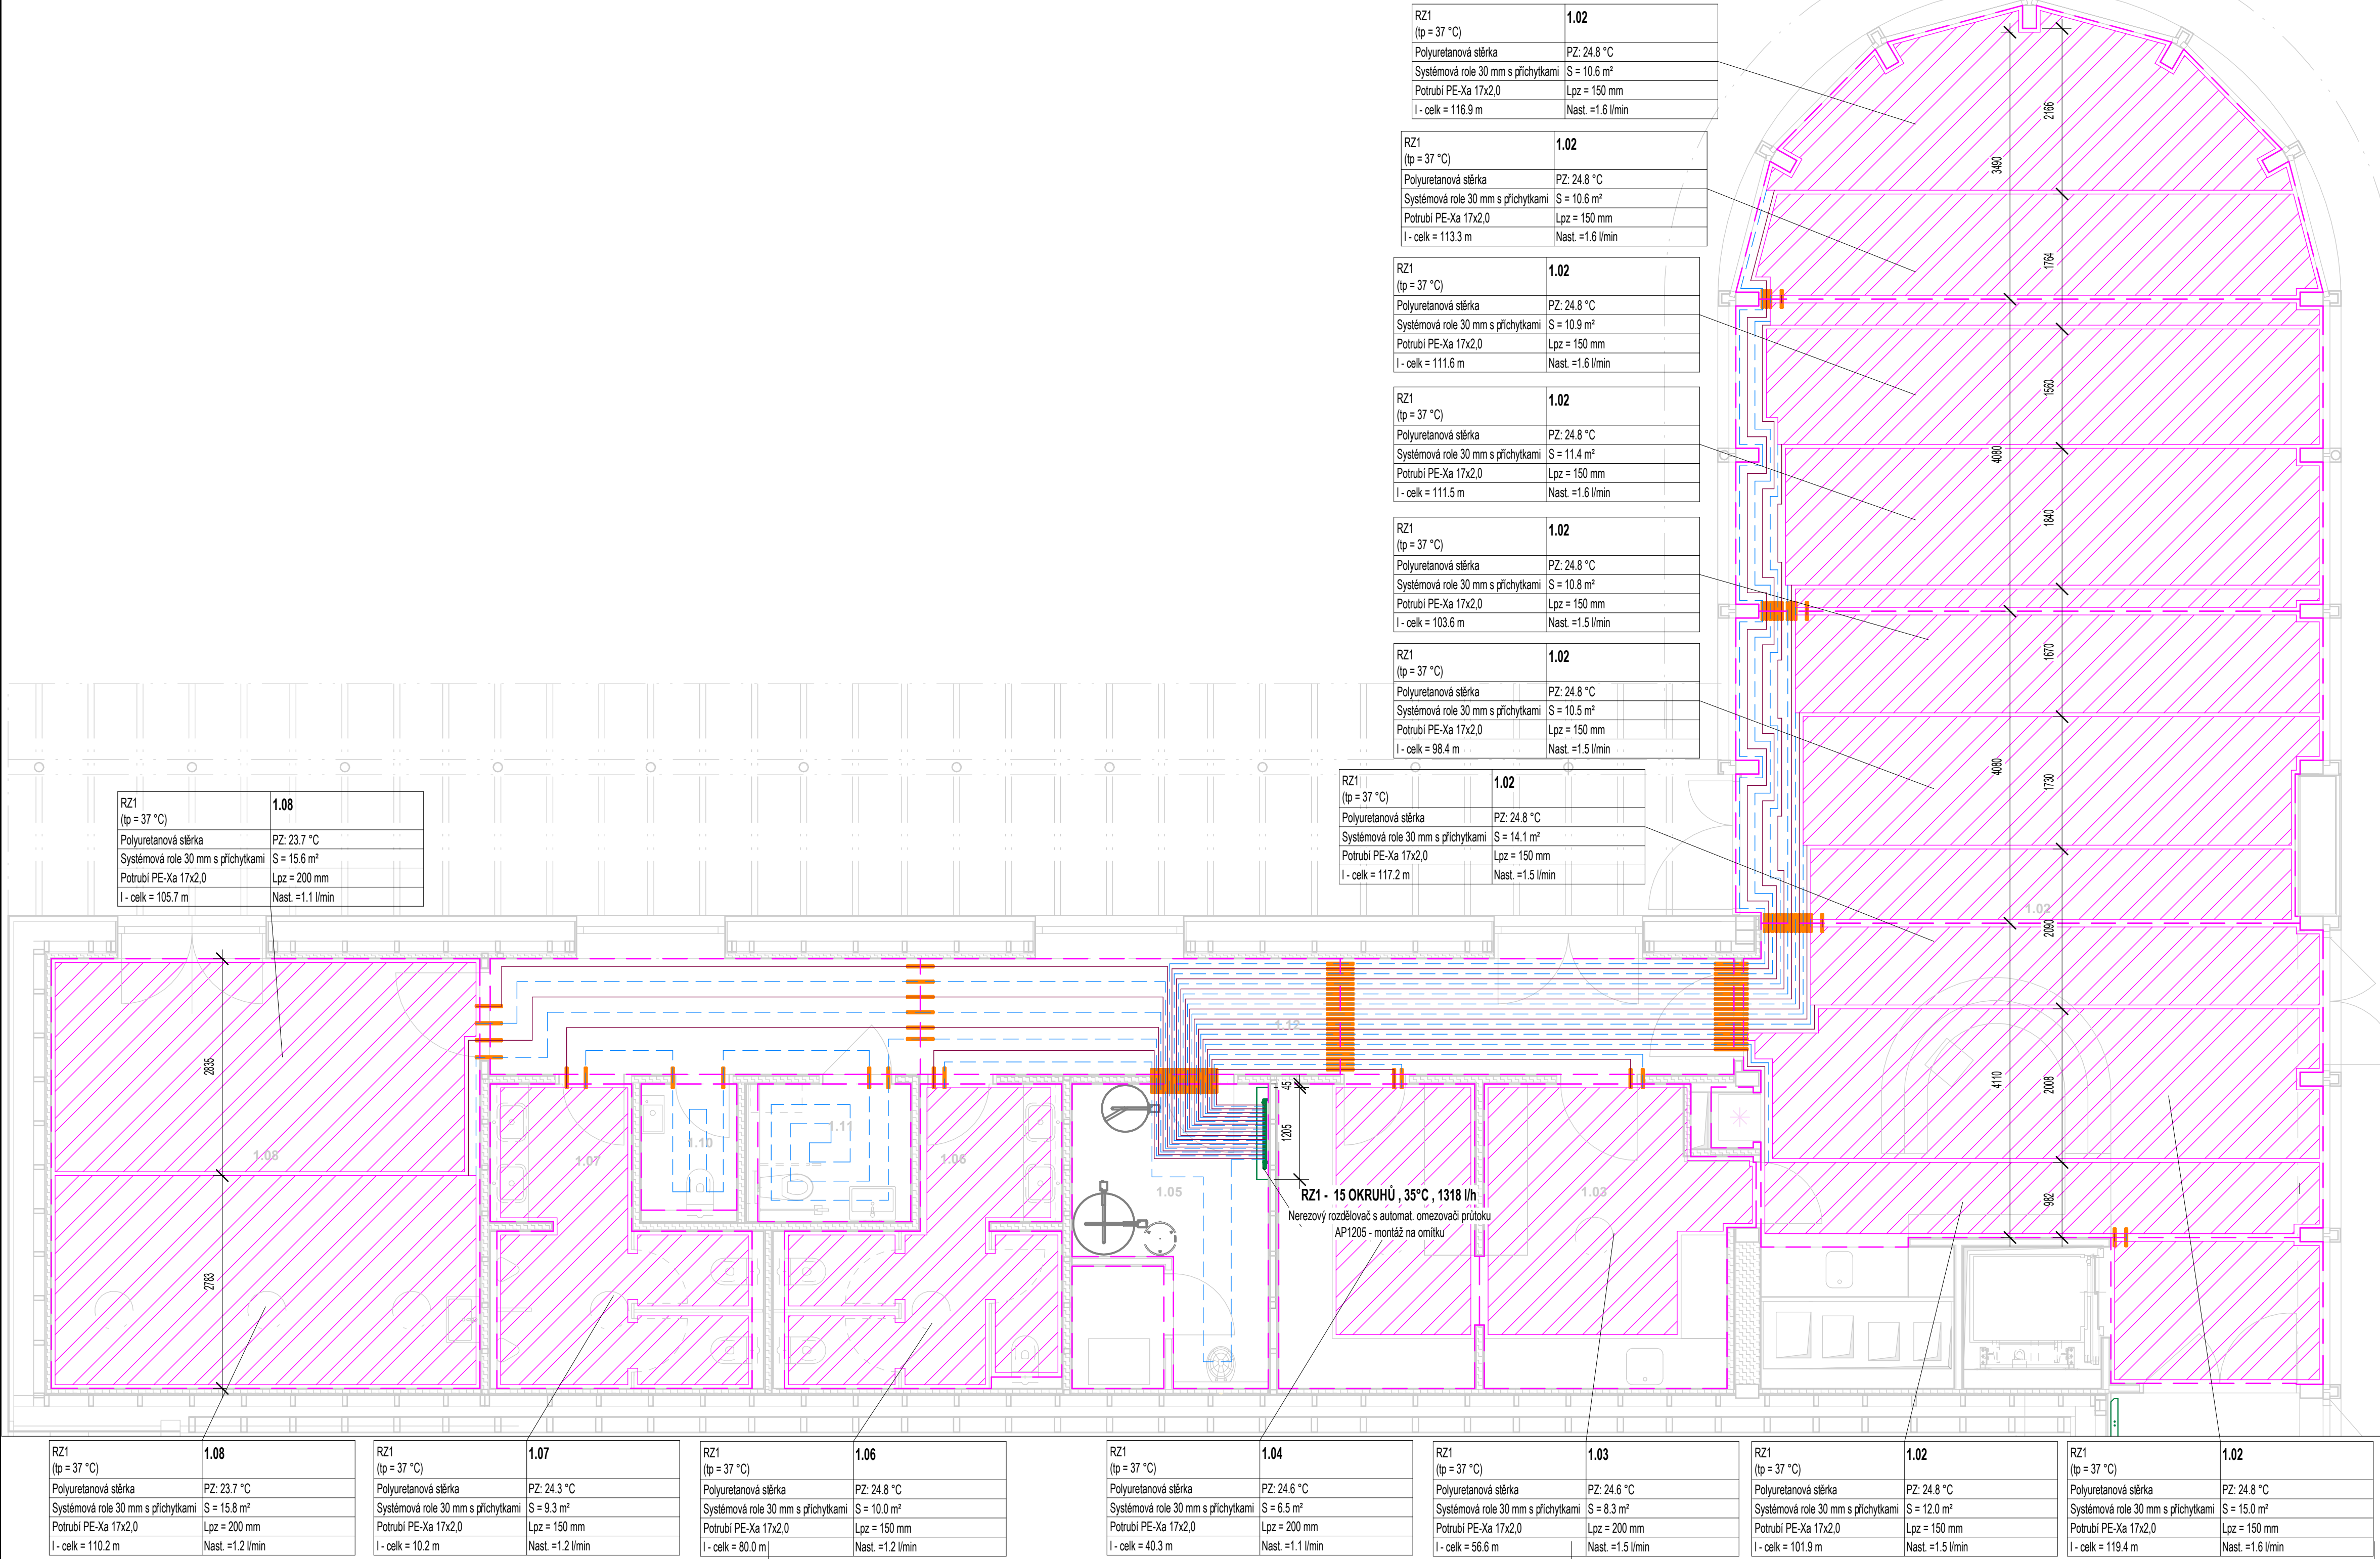 RZ1 1.02
(tp = 37 °C)
Polyuretanová stěrka PZ: 24.8 °C
Systémová role 30 mm s příchytkami S = 10.6 m²
Potrubí PE-Xa 17x2,0 Lpz = 150 mm
l - celk = 116.9 m Nast. =1.6 l/min
RZ1 1.02
(tp = 37 °C)
Polyuretanová stěrka PZ: 24.8 °C
Systémová role 30 mm s příchytkami S = 10.6 m²
Potrubí PE-Xa 17x2,0 Lpz = 150 mm
l - celk = 113.3 m Nast. =1.6 l/min
RZ1 1.02
(tp = 37 °C)
Polyuretanová stěrka PZ: 24.8 °C
Systémová role 30 mm s příchytkami S = 10.9 m²
Potrubí PE-Xa 17x2,0 Lpz = 150 mm
l - celk = 111.6 m Nast. =1.6 l/min
RZ1 1.02
(tp = 37 °C)
Polyuretanová stěrka PZ: 24.8 °C
Systémová role 30 mm s příchytkami S = 11.4 m²
Potrubí PE-Xa 17x2,0 Lpz = 150 mm
l - celk = 111.5 m Nast. =1.6 l/min
RZ1 1.02
(tp = 37 °C)
Polyuretanová stěrka PZ: 24.8 °C
Systémová role 30 mm s příchytkami S = 10.8 m²
Potrubí PE-Xa 17x2,0 Lpz = 150 mm
l - celk = 103.6 m Nast. =1.5 l/min
RZ1 1.02
(tp = 37 °C)
Polyuretanová stěrka PZ: 24.8 °C
Systémová role 30 mm s příchytkami S = 10.5 m²
Potrubí PE-Xa 17x2,0 Lpz = 150 mm
l - celk = 98.4 m Nast. =1.5 l/min
RZ1 1.02
(tp = 37 °C)
Polyuretanová stěrka PZ: 24.8 °C
Systémová role 30 mm s příchytkami S = 14.1 m²
Potrubí PE-Xa 17x2,0 Lpz = 150 mm
l - celk = 117.2 m Nast. =1.5 l/min
2166
3490
1764
1560
4080
1840
1670
4080
1730
1.02
2090
4110
2008
982
RZ1 1.08
(tp = 37 °C)
Polyuretanová stěrka PZ: 23.7 °C
Systémová role 30 mm s příchytkami S = 15.6 m²
Potrubí PE-Xa 17x2,0 Lpz = 200 mm
l - celk = 105.7 m Nast. =1.1 l/min
2835
2783
1.08
1.07
1.10
1.11
1.06
1.05
1.12
1.03
45
1205
RZ1 - 15 OKRUHŮ , 35°C , 1318 l/h
Nerezový rozdělovač s automat. omezovači průtoku
AP1205 - montáž na omítku
RZ1 1.08
(tp = 37 °C)
Polyuretanová stěrka PZ: 23.7 °C
Systémová role 30 mm s příchytkami S = 15.8 m²
Potrubí PE-Xa 17x2,0 Lpz = 200 mm
l - celk = 110.2 m Nast. =1.2 l/min
RZ1 1.07
(tp = 37 °C)
Polyuretanová stěrka PZ: 24.3 °C
Systémová role 30 mm s příchytkami S = 9.3 m²
Potrubí PE-Xa 17x2,0 Lpz = 150 mm
l - celk = 10.2 m Nast. =1.2 l/min
RZ1 1.06
(tp = 37 °C)
Polyuretanová stěrka PZ: 24.8 °C
Systémová role 30 mm s příchytkami S = 10.0 m²
Potrubí PE-Xa 17x2,0 Lpz = 150 mm
l - celk = 80.0 m Nast. =1.2 l/min
RZ1 1.04
(tp = 37 °C)
Polyuretanová stěrka PZ: 24.6 °C
Systémová role 30 mm s příchytkami S = 6.5 m²
Potrubí PE-Xa 17x2,0 Lpz = 200 mm
l - celk = 40.3 m Nast. =1.1 l/min
RZ1 1.03
(tp = 37 °C)
Polyuretanová stěrka PZ: 24.6 °C
Systémová role 30 mm s příchytkami S = 8.3 m²
Potrubí PE-Xa 17x2,0 Lpz = 200 mm
l - celk = 56.6 m Nast. =1.5 l/min
RZ1 1.02
(tp = 37 °C)
Polyuretanová stěrka PZ: 24.8 °C
Systémová role 30 mm s příchytkami S = 12.0 m²
Potrubí PE-Xa 17x2,0 Lpz = 150 mm
l - celk = 101.9 m Nast. =1.5 l/min
RZ1 1.02
(tp = 37 °C)
Polyuretanová stěrka PZ: 24.8 °C
Systémová role 30 mm s příchytkami S = 15.0 m²
Potrubí PE-Xa 17x2,0 Lpz = 150 mm
l - celk = 119.4 m Nast. =1.6 l/min